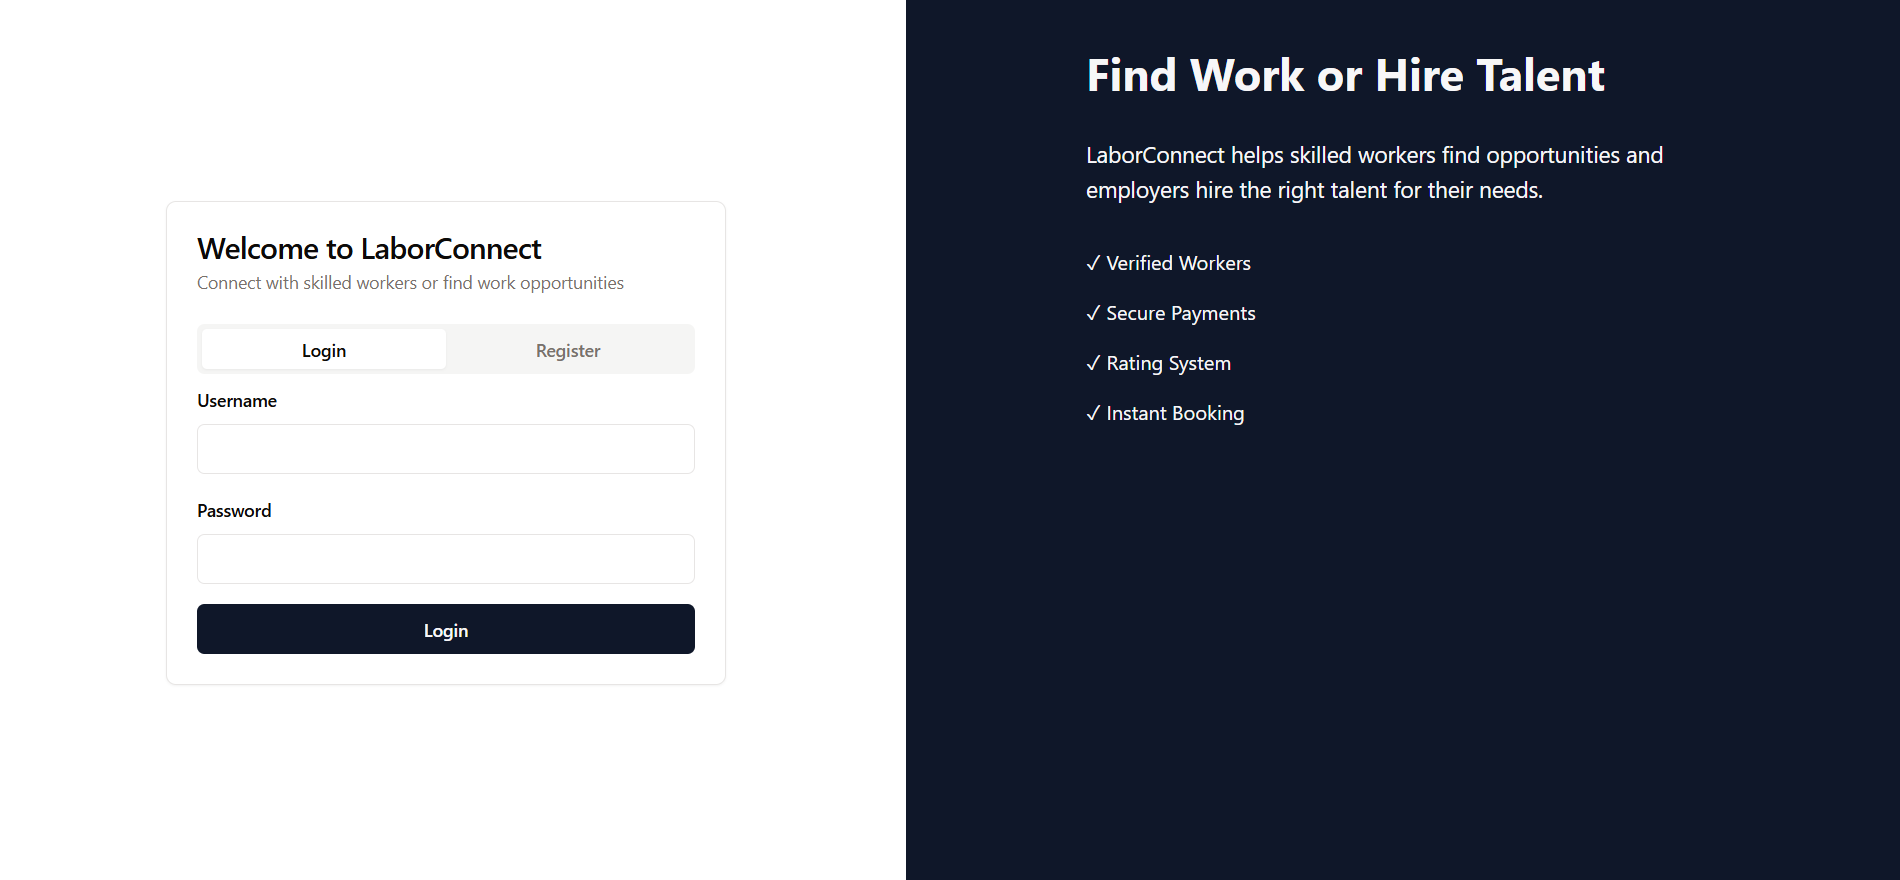 Welcome to LaborConnect
Connect with skilled workers or find work opportunities
Login
Register
Username
Password
Login
Find Work or Hire Talent
LaborConnect helps skilled workers find opportunities and
employers hire the right talent for their needs.
✓ Verified Workers
✓ Secure Payments
✓ Rating System
✓ Instant Booking